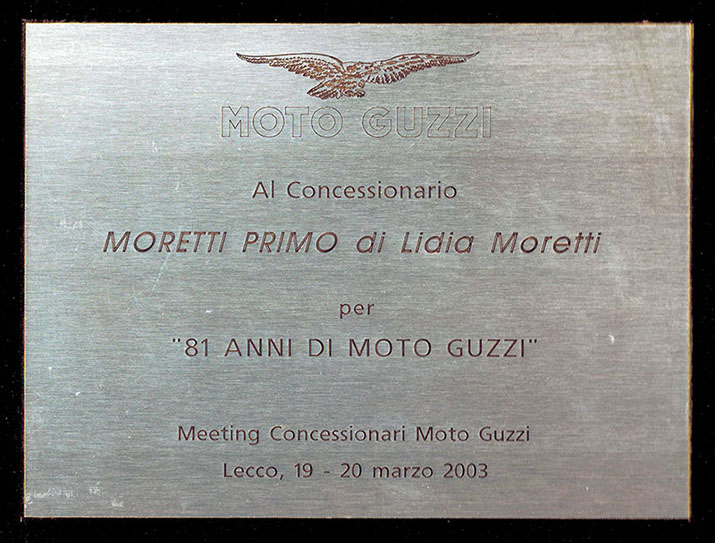 MOTO GUZZI
Al Concessionario
MORETTI PRIMO di Lidia Moretti
per
"81 ANNI DI MOTO GUZZI"
Meeting Concessionari Moto Guzzi
Lecco, 19 - 20 marzo 2003